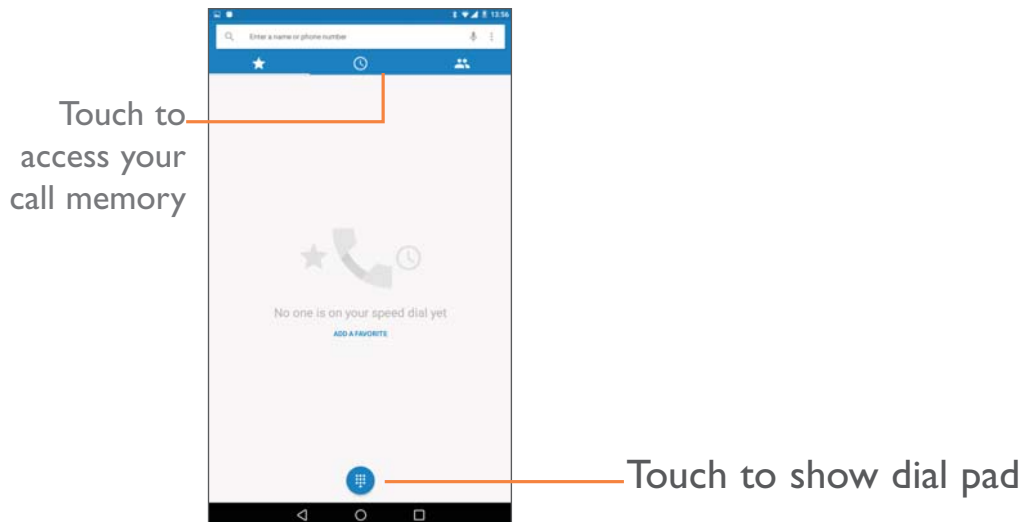 13:56
Enter a name or phone number
Touch to
access your
call memory
No one is on your speed dial yet
ADD A FAVORITE
Touch to show dial pad